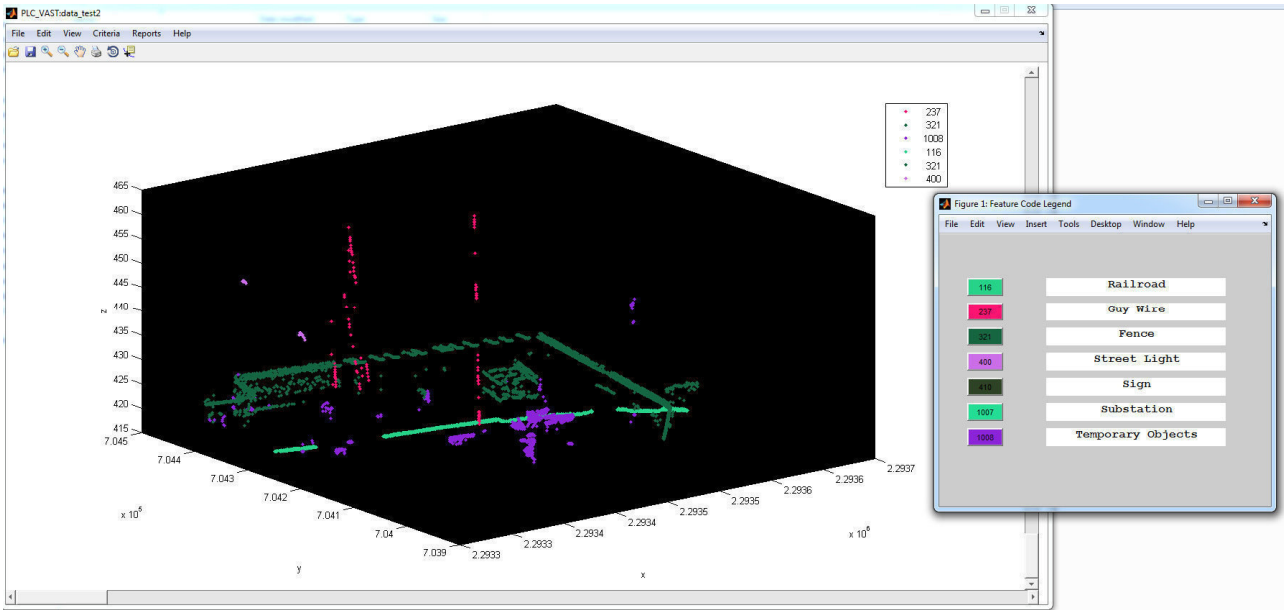 PLC_VAST:data_test2
File Edit View Criteria Reports Help
237
321
1008
116
321
400
465
460
455
450
445
440
435
430
425
420
415
z
7.045
7.044
7.043
7.042
7.041
7.04
7.039
x 10^5
y
2.2933
2.2933
2.2934
2.2934
2.2935
2.2935
2.2936
2.2936
2.2937
x 10^6
x
Figure 1: Feature Code Legend
File Edit View Insert Tools Desktop Window Help
116 Railroad
237 Guy Wire
321 Fence
400 Street Light
410 Sign
1007 Substation
1008 Temporary Objects